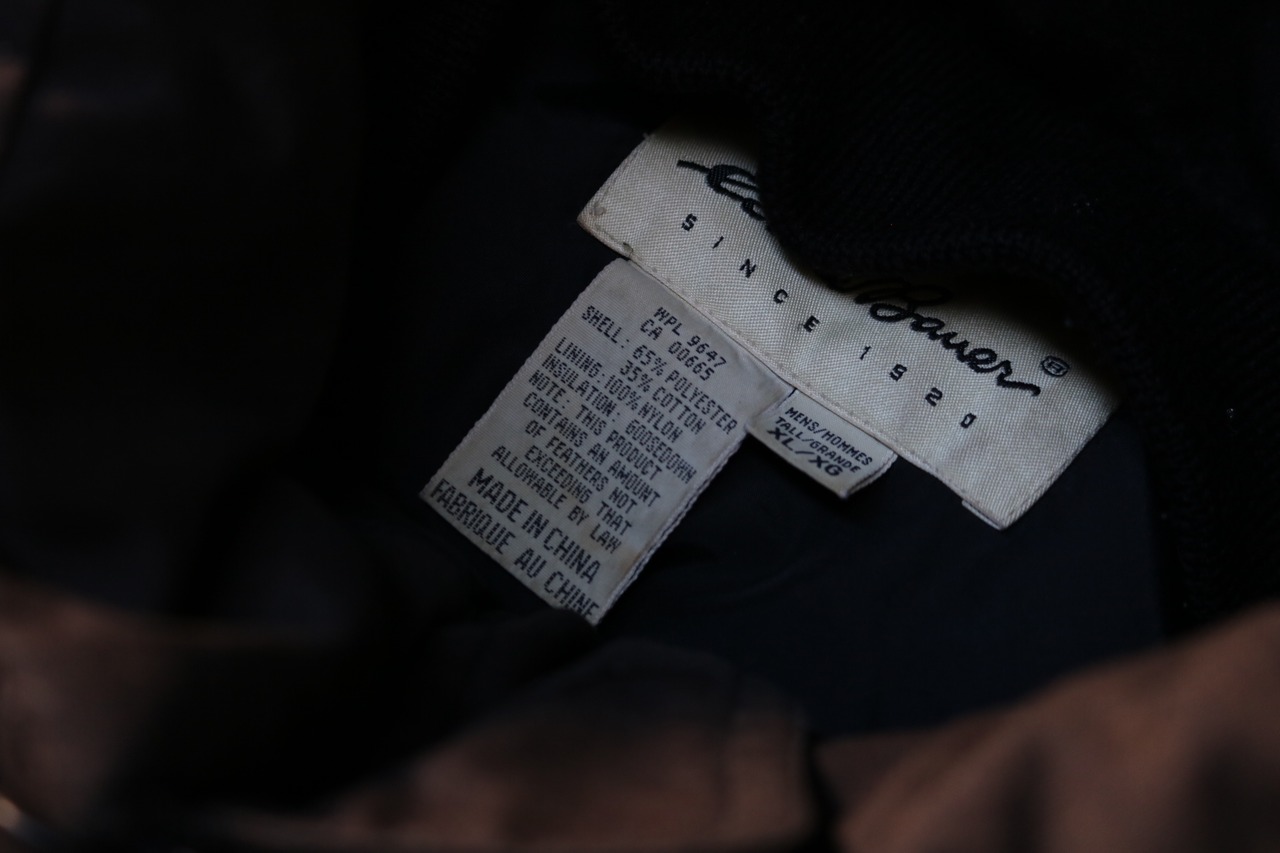 Bauer®
SINCE 1920
WPL 9647
CA 00665
SHELL: 65% POLYESTER
35% COTTON
LINING: 100% NYLON
INSULATION: GOOSEDOWN
NOTE: THIS PRODUCT
CONTAINS AN AMOUNT
OF FEATHERS NOT
EXCEEDING THAT
ALLOWABLE BY LAW
MADE IN CHINA
FABRIQUE AU CHINE
MENS/HOMMES
TALL/GRANDE
XL/XG